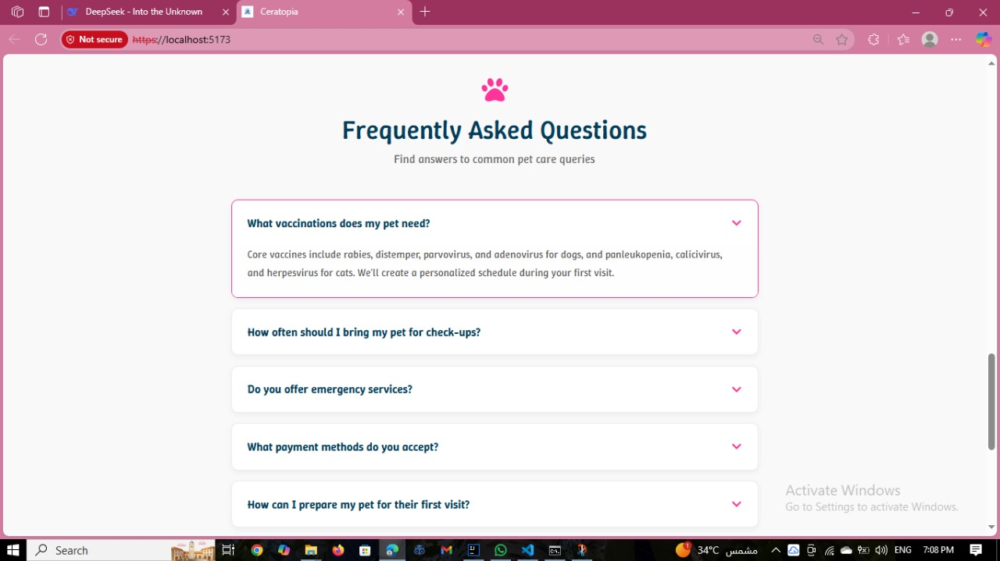 DeepSeek - Into the Unknown
Ceratopia
Not secure
https://localhost:5173
Frequently Asked Questions
Find answers to common pet care queries
What vaccinations does my pet need?
Core vaccines include rabies, distemper, parvovirus, and adenovirus for dogs, and panleukopenia, calicivirus,
and herpesvirus for cats. We'll create a personalized schedule during your first visit.
How often should I bring my pet for check-ups?
Do you offer emergency services?
What payment methods do you accept?
How can I prepare my pet for their first visit?
Activate Windows
Go to Settings to activate Windows.
Search
1
34°C مشمس
ENG
7:08 PM